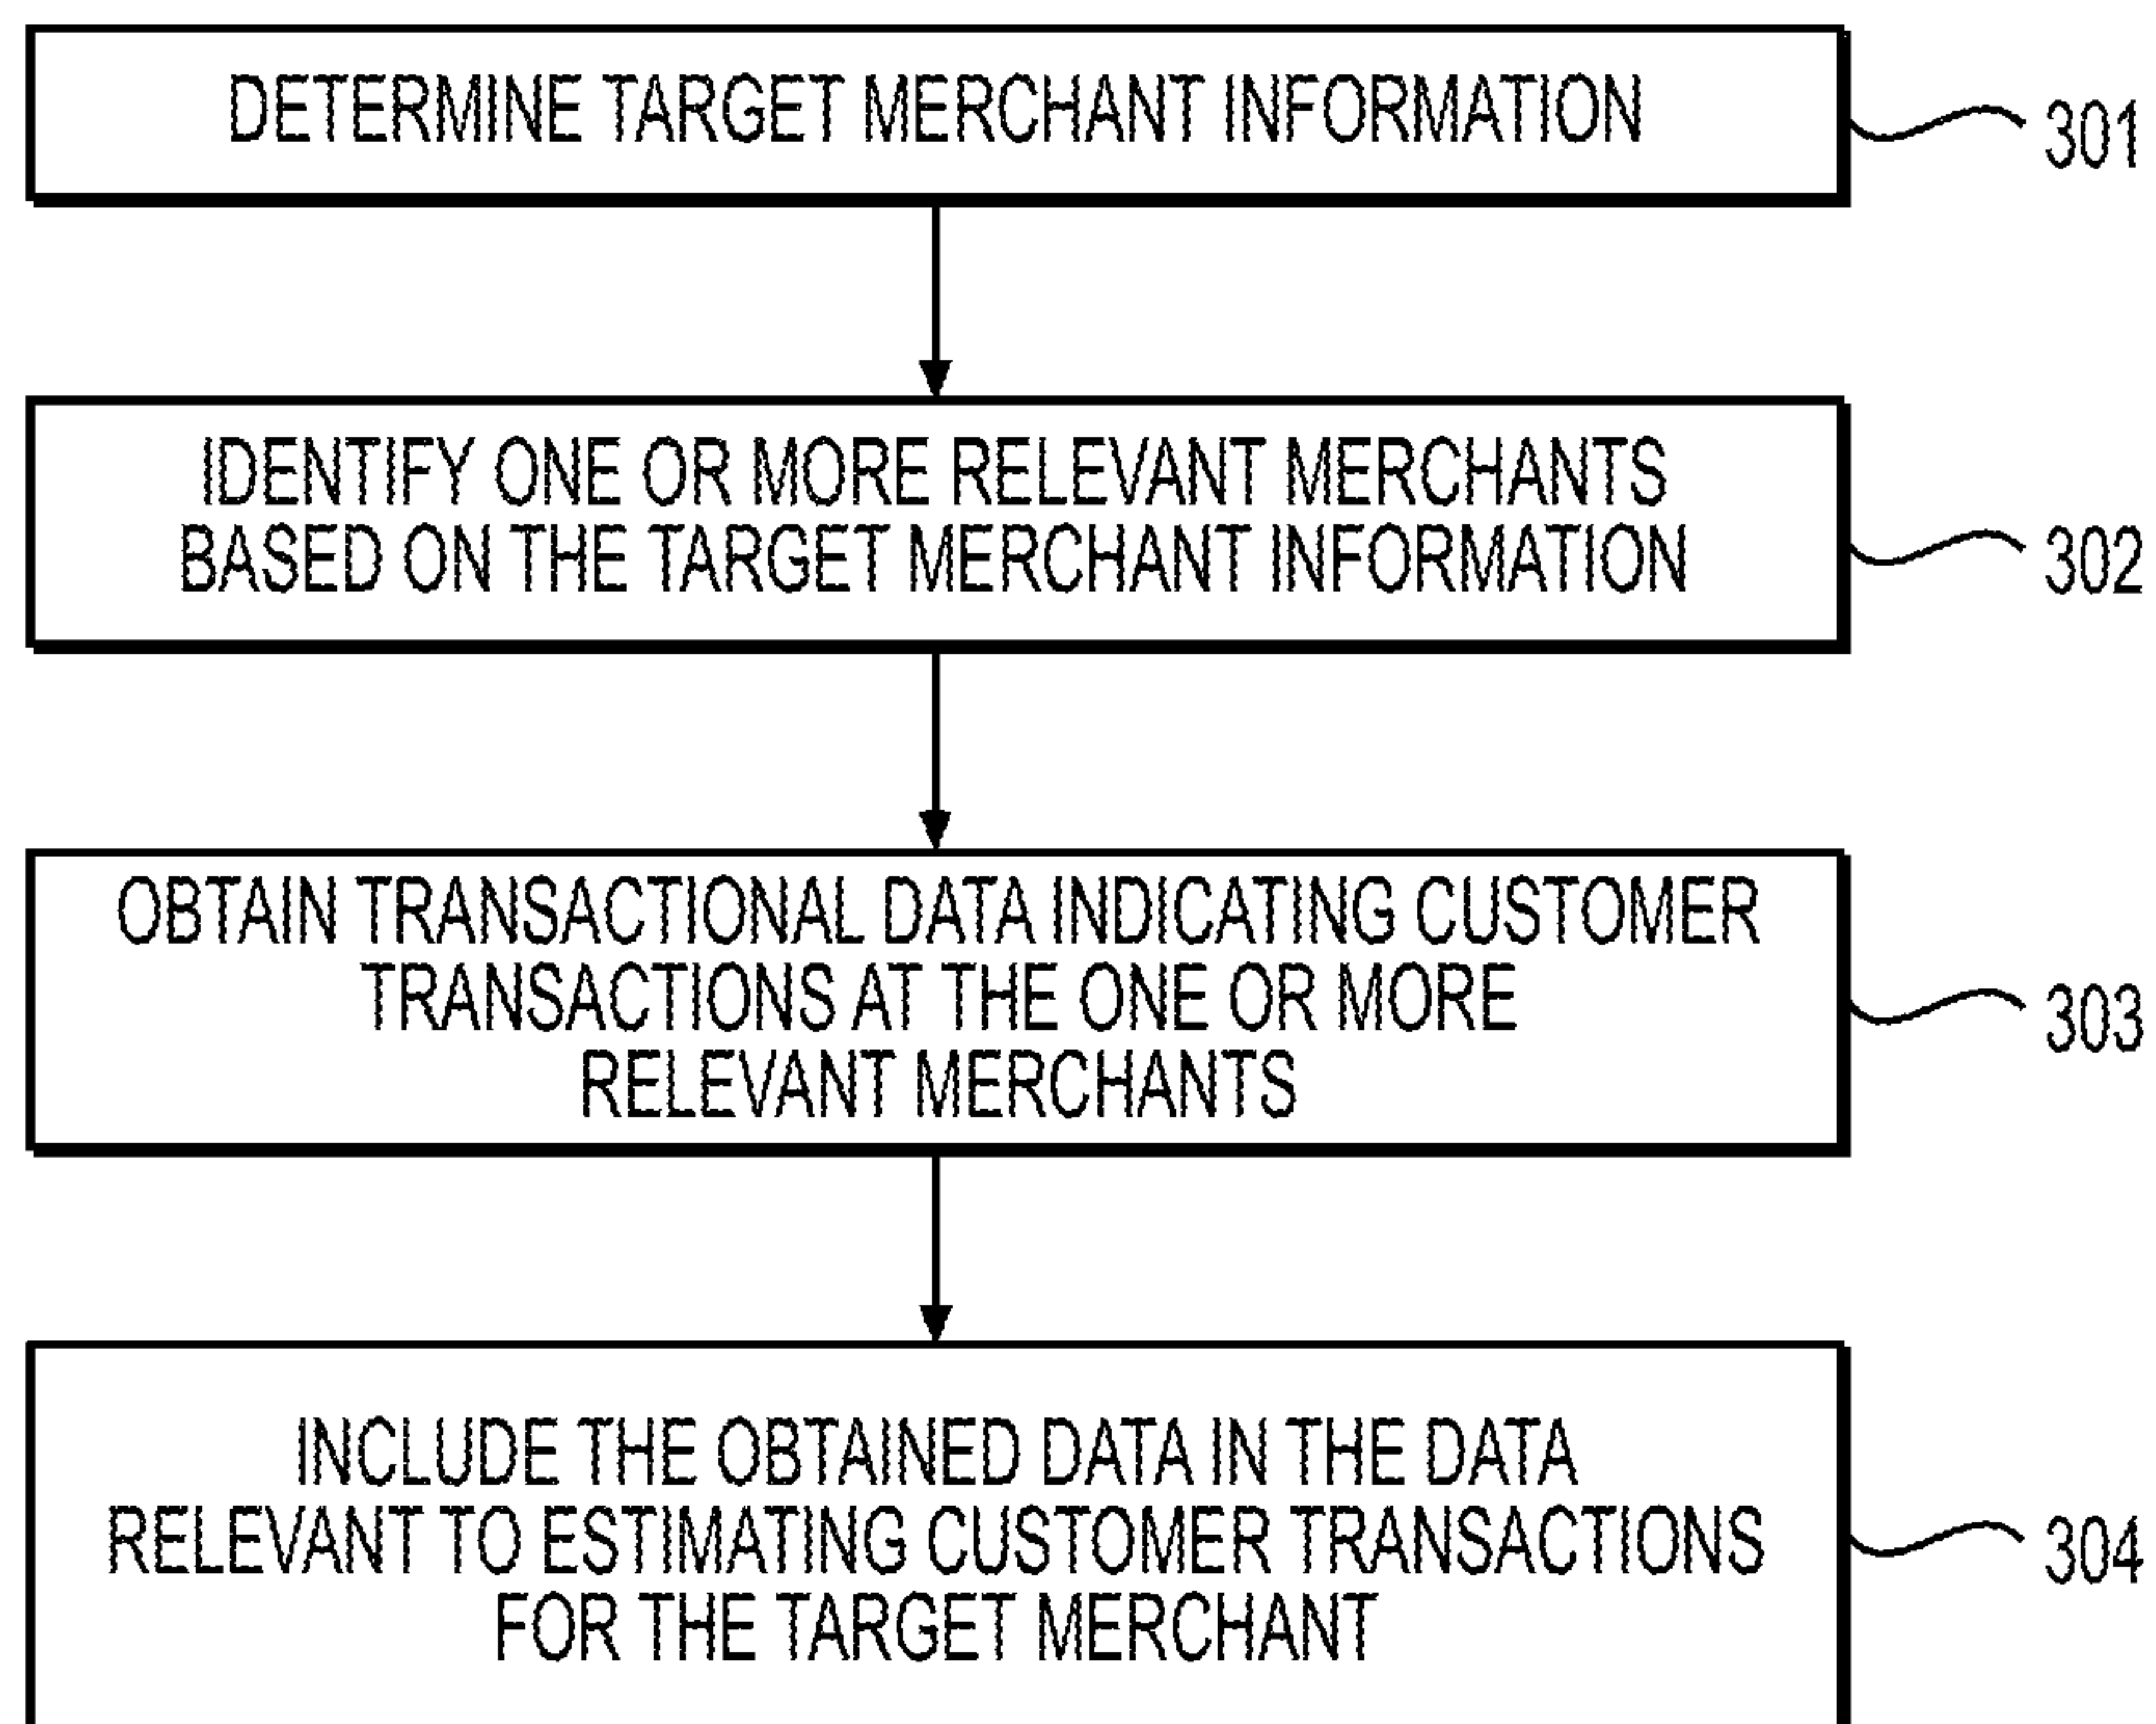 DETERMINE TARGET MERCHANT INFORMATION
301
IDENTIFY ONE OR MORE RELEVANT MERCHANTS
BASED ON THE TARGET MERCHANT INFORMATION
302
OBTAIN TRANSACTIONAL DATA INDICATING CUSTOMER
TRANSACTIONS AT THE ONE OR MORE
RELEVANT MERCHANTS
303
INCLUDE THE OBTAINED DATA IN THE DATA
RELEVANT TO ESTIMATING CUSTOMER TRANSACTIONS
FOR THE TARGET MERCHANT
304